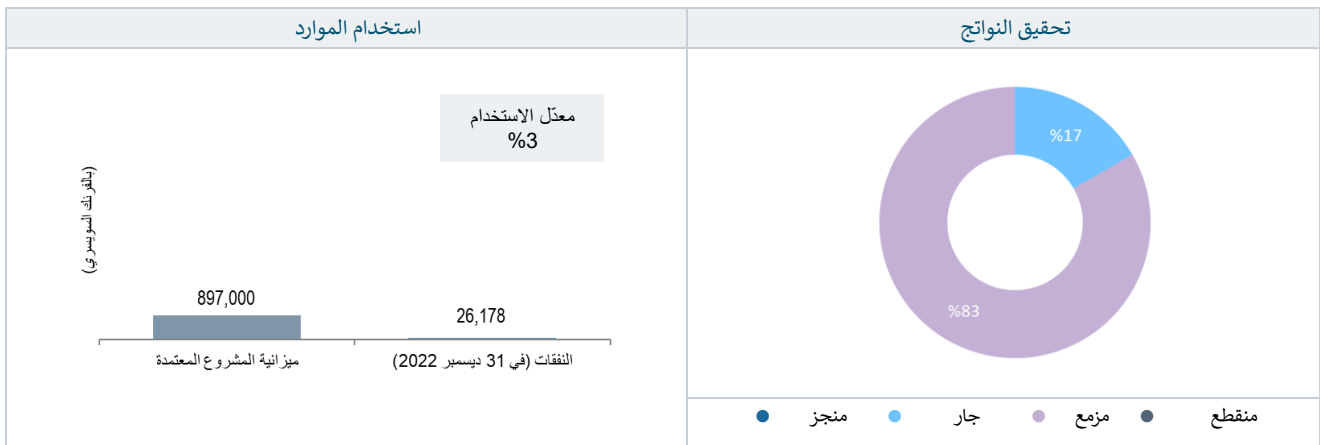 تحقيق النواتج
استخدام الموارد
%17
%83
منقطع
مزمع
جار
منجز
معدّل الاستخدام
%3
(بالفرنك السويسري)
897,000
26,178
ميزانية المشروع المعتمدة
النفقات (في 31 ديسمبر 2022)